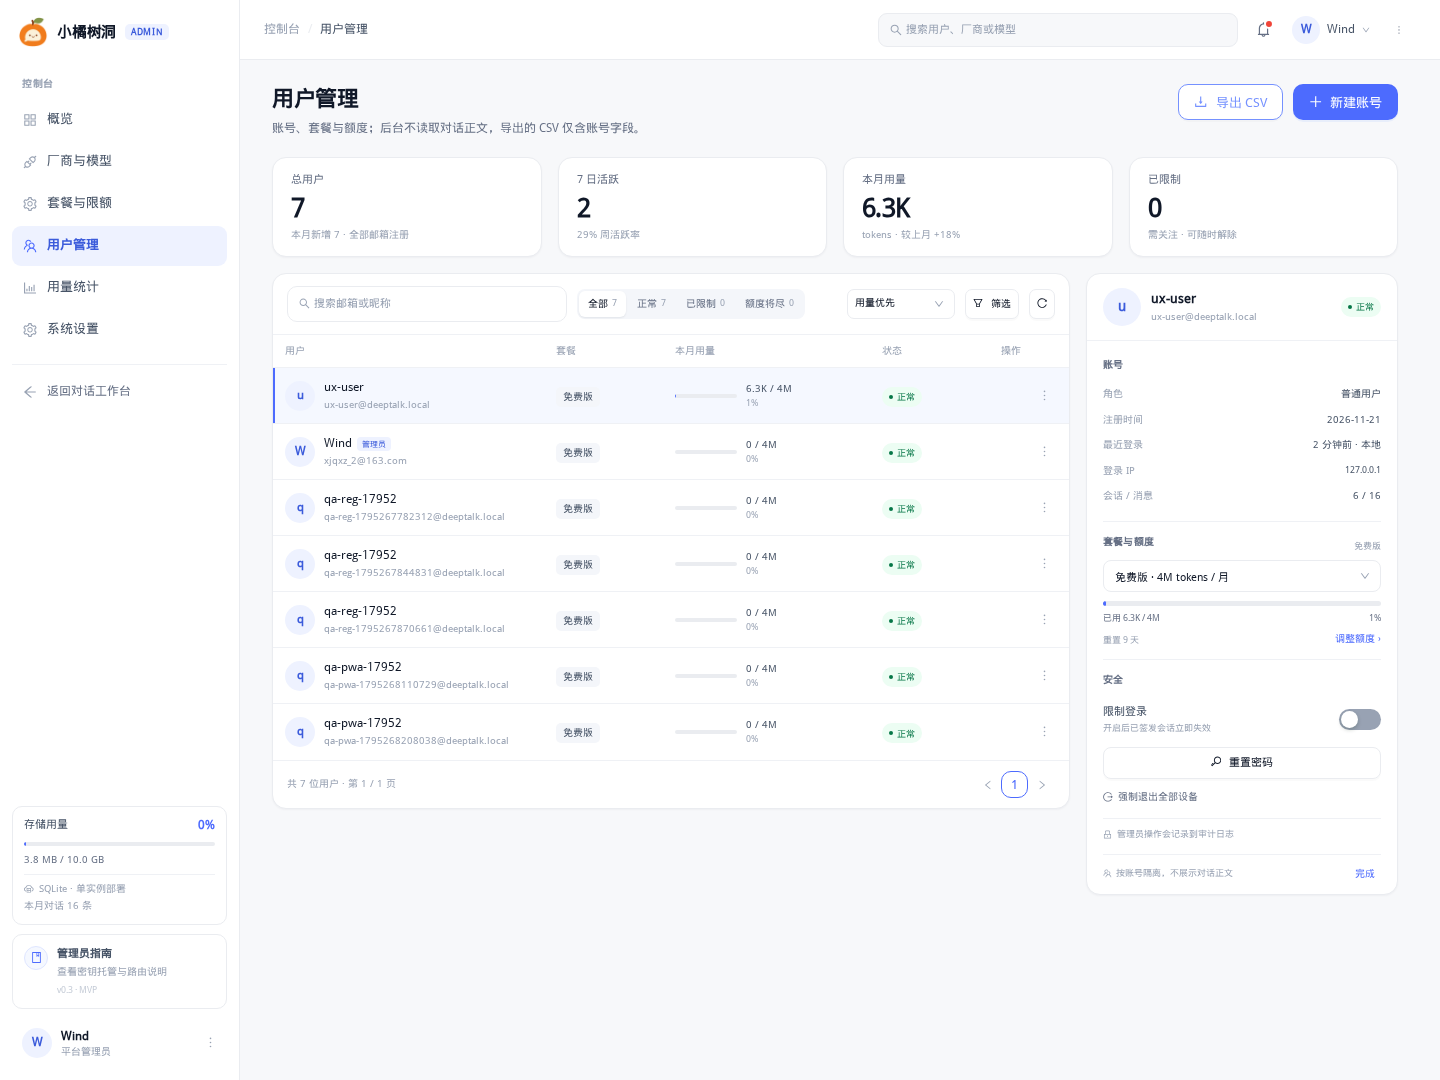 小橘树洞 ADMIN
控制台
概览
厂商与模型
套餐与限额
用户管理
用量统计
系统设置
返回对话工作台
存储用量 0%
3.8 MB / 10.0 GB
SQLite · 单实例部署
本月对话 16 条
管理员指南
查看密钥托管与路由说明
v0.3 · MVP
W Wind
平台管理员
控制台 / 用户管理
搜索用户、厂商或模型
W Wind
用户管理
账号、套餐与额度；后台不读取对话正文，导出的 CSV 仅含账号字段。
导出 CSV
新建账号
总用户
7
本月新增 7 · 全部邮箱注册
7 日活跃
2
29% 周活跃率
本月用量
6.3K
tokens · 较上月 +18%
已限制
0
需关注 · 可随时解除
搜索邮箱或昵称
全部 7 正常 7 已限制 0 额度将尽 0
用量优先
筛选
用户 套餐 本月用量 状态 操作
u ux-user
ux-user@deeptalk.local
免费版
6.3K / 4M
1%
正常
W Wind 管理员
xjqxz_2@163.com
免费版
0 / 4M
0%
正常
q qa-reg-17952
qa-reg-1795267782312@deeptalk.local
免费版
0 / 4M
0%
正常
q qa-reg-17952
qa-reg-1795267844831@deeptalk.local
免费版
0 / 4M
0%
正常
q qa-reg-17952
qa-reg-1795267870661@deeptalk.local
免费版
0 / 4M
0%
正常
q qa-pwa-17952
qa-pwa-1795268110729@deeptalk.local
免费版
0 / 4M
0%
正常
q qa-pwa-17952
qa-pwa-1795268208038@deeptalk.local
免费版
0 / 4M
0%
正常
共 7 位用户 · 第 1 / 1 页
1
u ux-user
ux-user@deeptalk.local
正常
账号
角色 普通用户
注册时间 2026-11-21
最近登录 2 分钟前 · 本地
登录 IP 127.0.0.1
会话 / 消息 6 / 16
套餐与额度 免费版
免费版 · 4M tokens / 月
已用 6.3K / 4M 1%
重置 9 天 调整额度 ›
安全
限制登录
开启后已签发会话立即失效
重置密码
强制退出全部设备
管理员操作会记录到审计日志
按账号隔离，不展示对话正文 完成